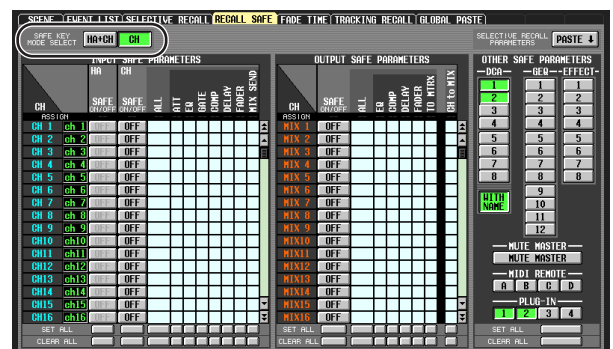 SCENE EVENT LIST SELECTIVE RECALL RECALL SAFE FADE TIME TRACKING RECALL GLOBAL PASTE
SAFE KEY MODE SELECT HA+CH CH SELECTIVE RECALL PARAMETERS PASTE
INPUT SAFE PARAMETERS OUTPUT SAFE PARAMETERS OTHER SAFE PARAMETERS
HA CH DCA GEQ EFFECT
CH SAFE ON/OFF SAFE ON/OFF ALL ATT EQ GATE COMP DELAY FADER MIX SEND CH SAFE ON/OFF ALL EQ COMP DELAY FADER TO MTRX CH to MIX
ASSIGN ASSIGN
CH 1 ch 1 OFF MIX 1 OFF 1 1 1
CH 2 ch 2 OFF MIX 2 OFF 2 2 2
CH 3 ch 3 OFF MIX 3 OFF 3 3 3
CH 4 ch 4 OFF MIX 4 OFF 4 4 4
CH 5 ch 5 OFF MIX 5 OFF 5 5 5
CH 6 ch 6 OFF MIX 6 OFF 6 6 6
CH 7 ch 7 OFF MIX 7 OFF 7 7 7
CH 8 ch 8 OFF MIX 8 OFF 8 8 8
CH 9 ch 9 OFF MIX 9 OFF WITH NAME 9
CH10 ch10 OFF MIX10 OFF 10
CH11 ch11 OFF MIX11 OFF 11
CH12 ch12 OFF MIX12 OFF 12
CH13 ch13 OFF MIX13 OFF MUTE MASTER
CH14 ch14 OFF MIX14 OFF MUTE MASTER
CH15 ch15 OFF MIX15 OFF MIDI REMOTE
CH16 ch16 OFF MIX16 OFF A B C D
PLUG-IN
1 2 3 4
SET ALL SET ALL SET ALL
CLEAR ALL CLEAR ALL CLEAR ALL